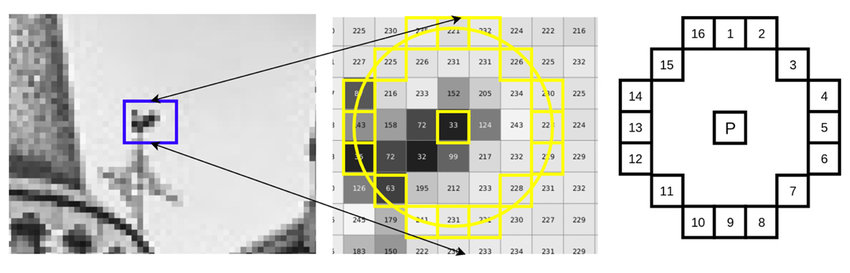 225 230 221 232 224 222 216
227 225 226 231 231 226 225 232
216 233 152 205 234 230 225
158 72 33 124 243 224
72 32 99 217 232 229
126 63 195 212 233 228 231
245 179 241 231 230 227 229
183 150 222 233 234 231 229
16 1 2
15 3
14 4
13 P 5
12 6
11 7
10 9 8